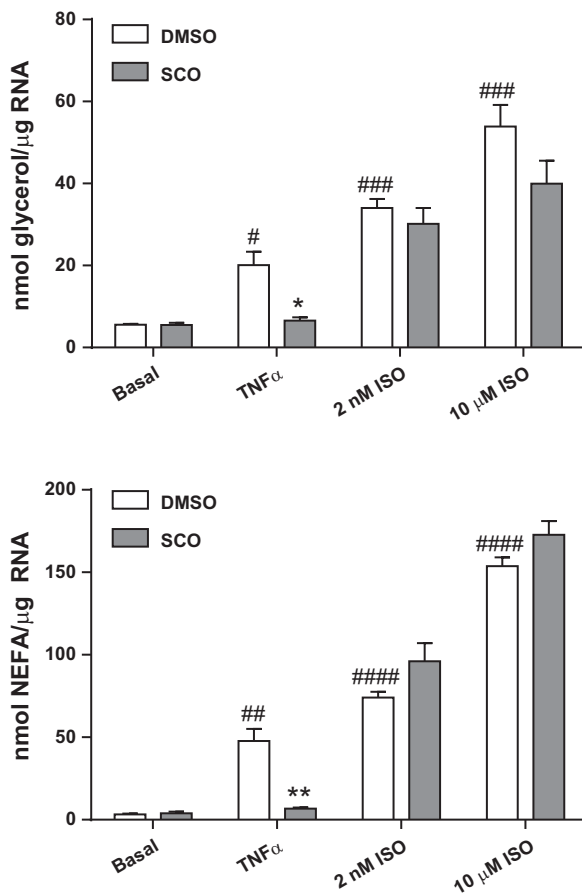 80
60
40
20
0
nmol glycerol/μg RNA
DMSO
SCO
#
*
###
###
Basal
TNFα
2 nM ISO
10 μM ISO
200
150
100
50
0
nmol NEFA/μg RNA
DMSO
SCO
##
**
####
####
Basal
TNFα
2 nM ISO
10 μM ISO